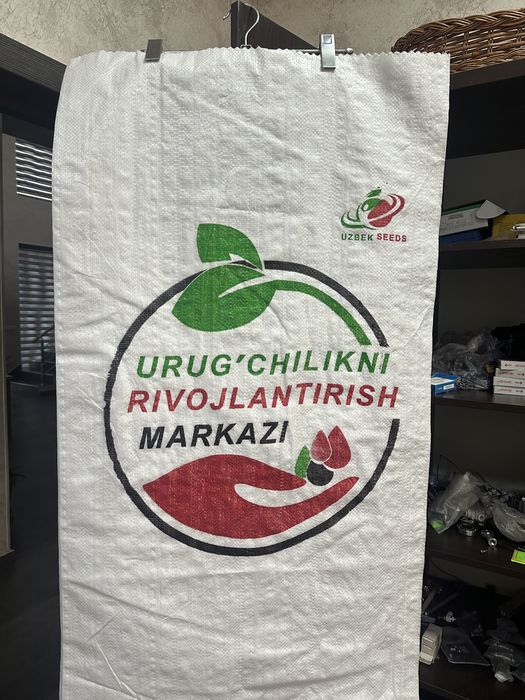 UZBEK SEEDS
URUG'CHILIKNI
RIVOJLANTIRISH
MARKAZI